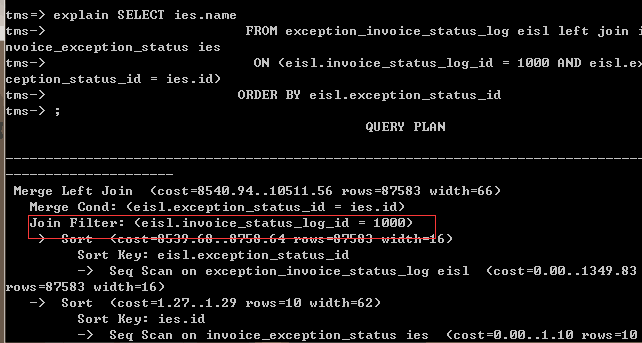 tms=> explain SELECT ies.name
tms-> FROM exception_invoice_status_log eisl left join i
nvoice_exception_status ies
tms-> ON (eisl.invoice_status_log_id = 1000 AND eisl.ex
ception_status_id = ies.id)
tms-> ORDER BY eisl.exception_status_id
tms-> ;
QUERY PLAN
--------------------------------------------------------------------------------
---------------------
Merge Left Join (cost=8540.94..10511.56 rows=87583 width=66)
Merge Cond: (eisl.exception_status_id = ies.id)
Join Filter: (eisl.invoice_status_log_id = 1000)
-> Sort (cost=8539.68..8758.64 rows=87583 width=16)
Sort Key: eisl.exception_status_id
-> Seq Scan on exception_invoice_status_log eisl (cost=0.00..1349.83
rows=87583 width=16)
-> Sort (cost=1.27..1.29 rows=10 width=62)
Sort Key: ies.id
-> Seq Scan on invoice_exception_status ies (cost=0.00..1.10 rows=10